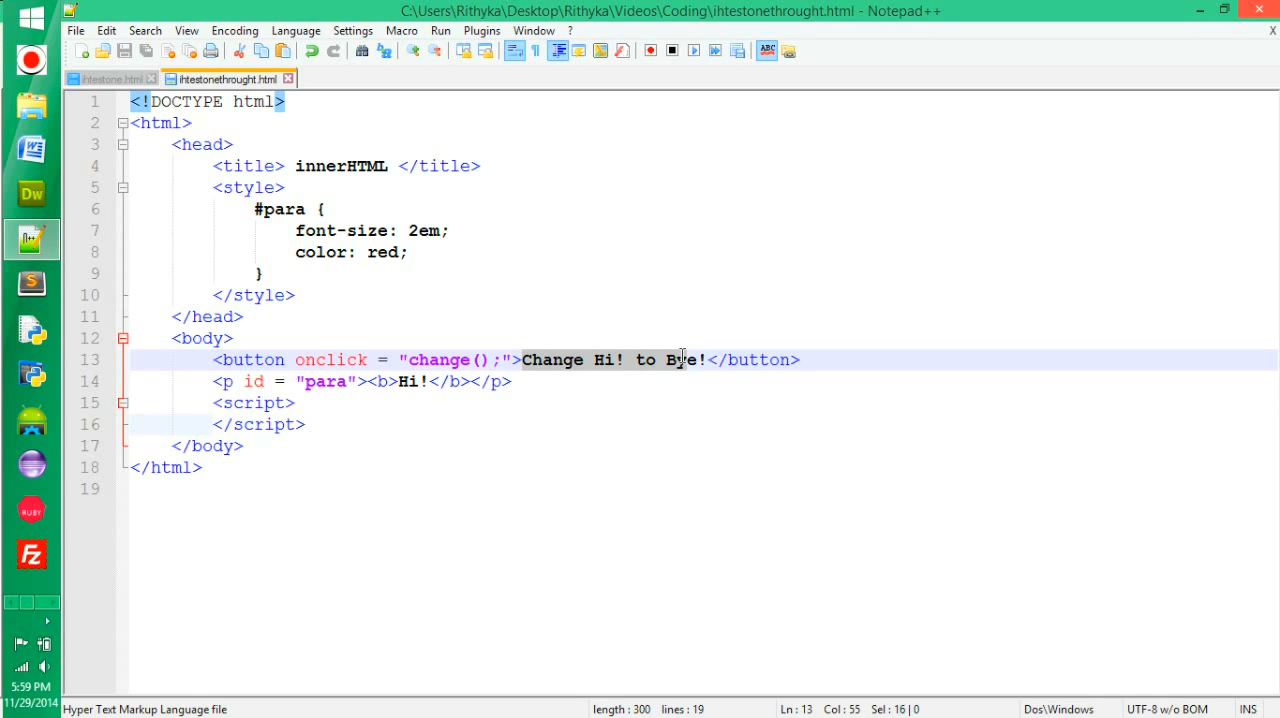 C:\Users\Rithyka\Desktop\Rithyka\Videos\Coding\ihtestonethrought.html - Notepad++
File Edit Search View Encoding Language Settings Macro Run Plugins Window ? X
ABC
ihtestone.html ihtestonethrought.html
1 <!DOCTYPE html>
2 <html>
3 <head>
4 <title> innerHTML </title>
5 <style>
6 #para {
7 font-size: 2em;
8 color: red;
9 }
10 </style>
11 </head>
12 <body>
13 <button onclick = "change();">Change Hi! to Bye!</button>
14 <p id = "para"><b>Hi!</b></p>
15 <script>
16 </script>
17 </body>
18 </html>
19
Dw
S
RUBY
Fz
5:59 PM
11/29/2014
Hyper Text Markup Language file length : 300 lines : 19 Ln : 13 Col : 55 Sel : 16 | 0 Dos\Windows UTF-8 w/o BOM INS